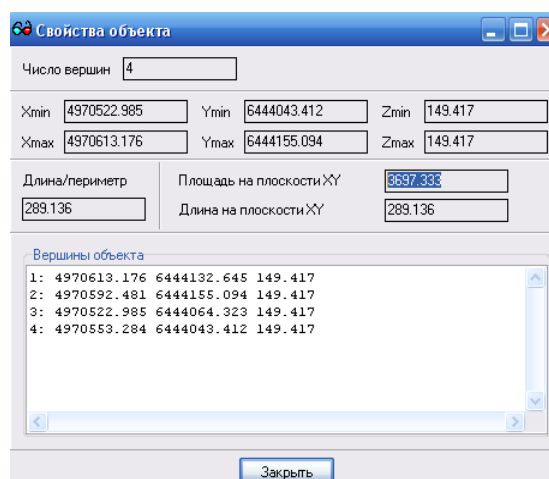 Свойства объекта
Число вершин 4
Xmin 4970522.985 Ymin 6444043.412 Zmin 149.417
Xmax 4970613.176 Ymax 6444155.094 Zmax 149.417
Длина/периметр Площадь на плоскости XY 3697.333
289.136 Длина на плоскости XY 289.136
Вершины объекта
1: 4970613.176 6444132.645 149.417
2: 4970592.481 6444155.094 149.417
3: 4970522.985 6444064.323 149.417
4: 4970553.284 6444043.412 149.417
Закрыть